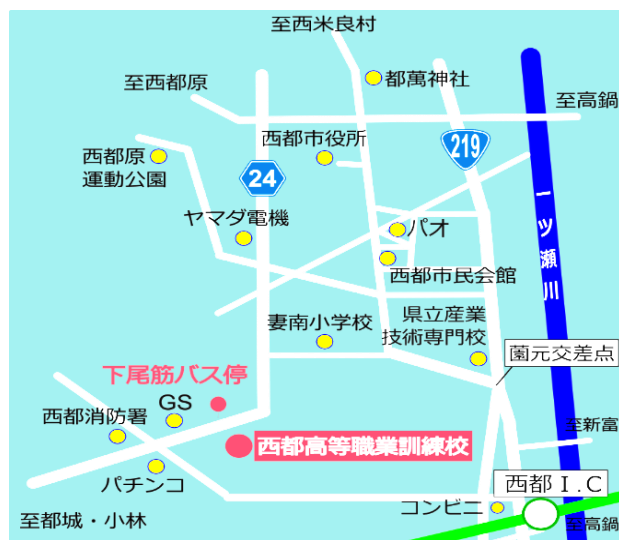 至西米良村
都萬神社
至西都原
至高鍋
西都市役所
219
西都原
運動公園
24
ヤマダ電機
パオ
一ツ瀬川
西都市民会館
県立産業
技術専門校
妻南小学校
薗元交差点
下尾筋バス停
GS
西都消防署
西都高等職業訓練校
至新富
パチンコ
西都 I.C
コンビニ
至都城・小林
至高鍋